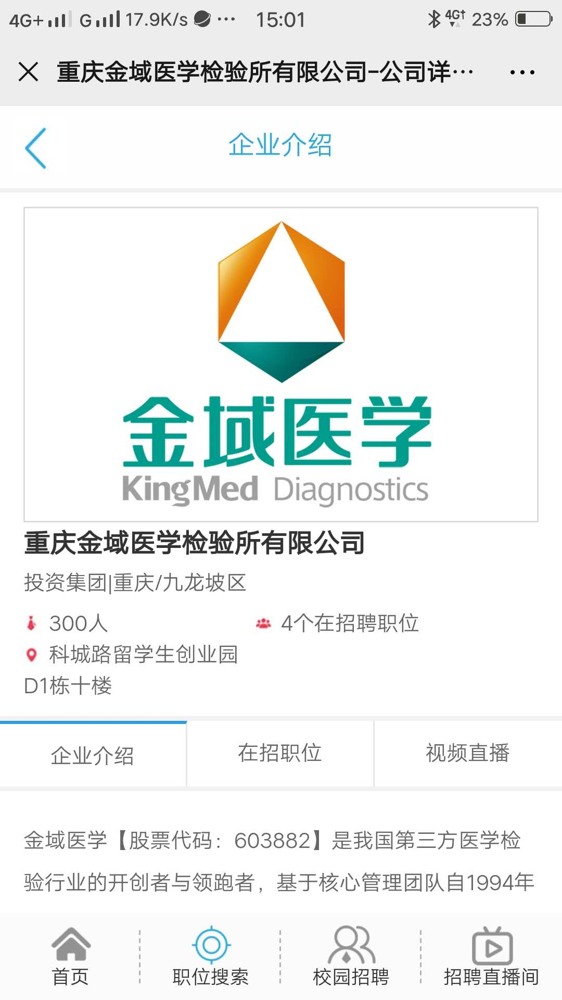 4G+ G 17.9K/s ··· 15:01 4G+ 23%
重庆金域医学检验所有限公司-公司详···
企业介绍
金域医学
KingMed Diagnostics
重庆金域医学检验所有限公司
投资集团|重庆/九龙坡区
300人 4个在招聘职位
科城路留学生创业园
D1栋十楼
企业介绍 在招职位 视频直播
金域医学【股票代码：603882】是我国第三方医学检
验行业的开创者与领跑者，基于核心管理团队自1994年
首页 职位搜索 校园招聘 招聘直播间